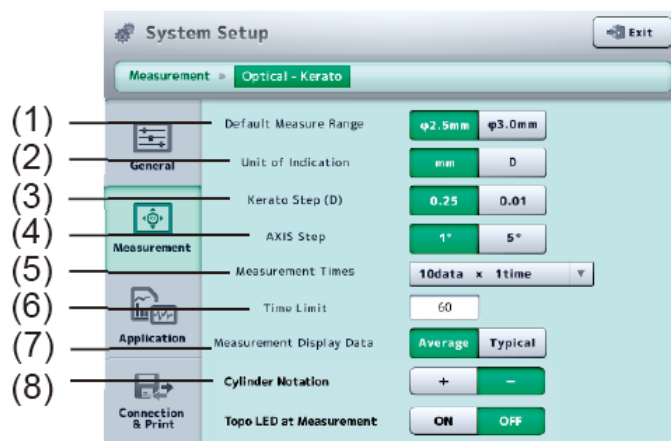 System Setup
Exit
Measurement ▶ Optical - Kerato
(1) Default Measure Range φ2.5mm φ3.0mm
General
(2) Unit of Indication mm D
(3) Kerato Step (D) 0.25 0.01
Measurement
(4) AXIS Step 1° 5°
(5) Measurement Times 10data x 1time ▼
(6) Time Limit 60
Application
(7) Measurement Display Data Average Typical
(8) Cylinder Notation + −
Connection
& Print
Topo LED at Measurement ON OFF